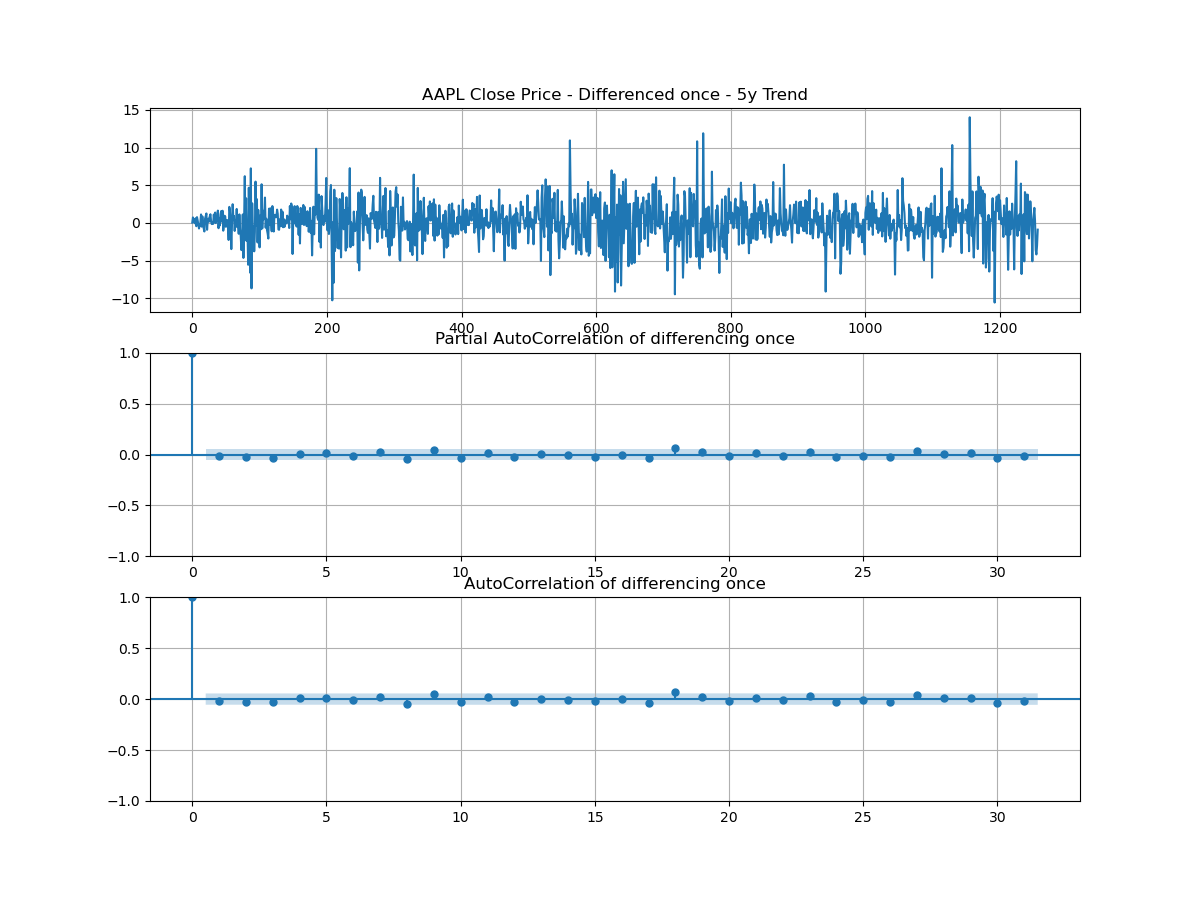 AAPL Close Price - Differenced once - 5y Trend
15
10
5
0
−5
−10
0 200 400 600 800 1000 1200
Partial AutoCorrelation of differencing once
1.0
0.5
0.0
−0.5
−1.0
0 5 10 15 20 25 30
AutoCorrelation of differencing once
1.0
0.5
0.0
−0.5
−1.0
0 5 10 15 20 25 30